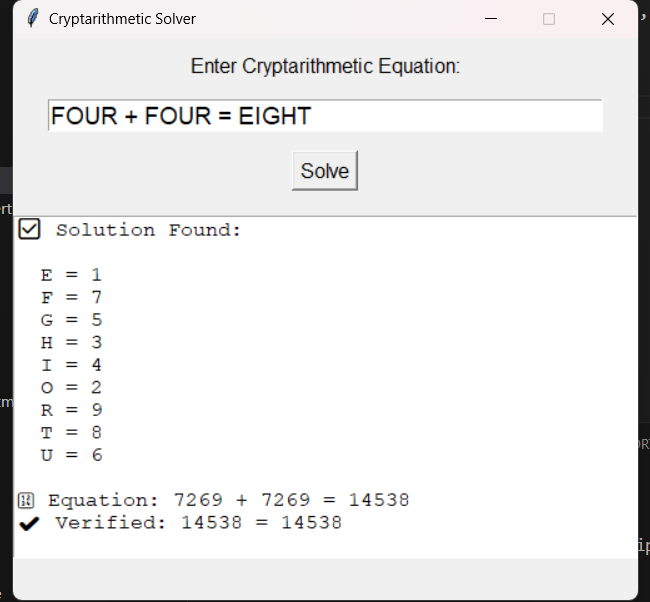 Cryptarithmetic Solver
Enter Cryptarithmetic Equation:
FOUR + FOUR = EIGHT
Solve
Solution Found:
E = 1
F = 7
G = 5
H = 3
I = 4
O = 2
R = 9
T = 8
U = 6
Equation: 7269 + 7269 = 14538
Verified: 14538 = 14538